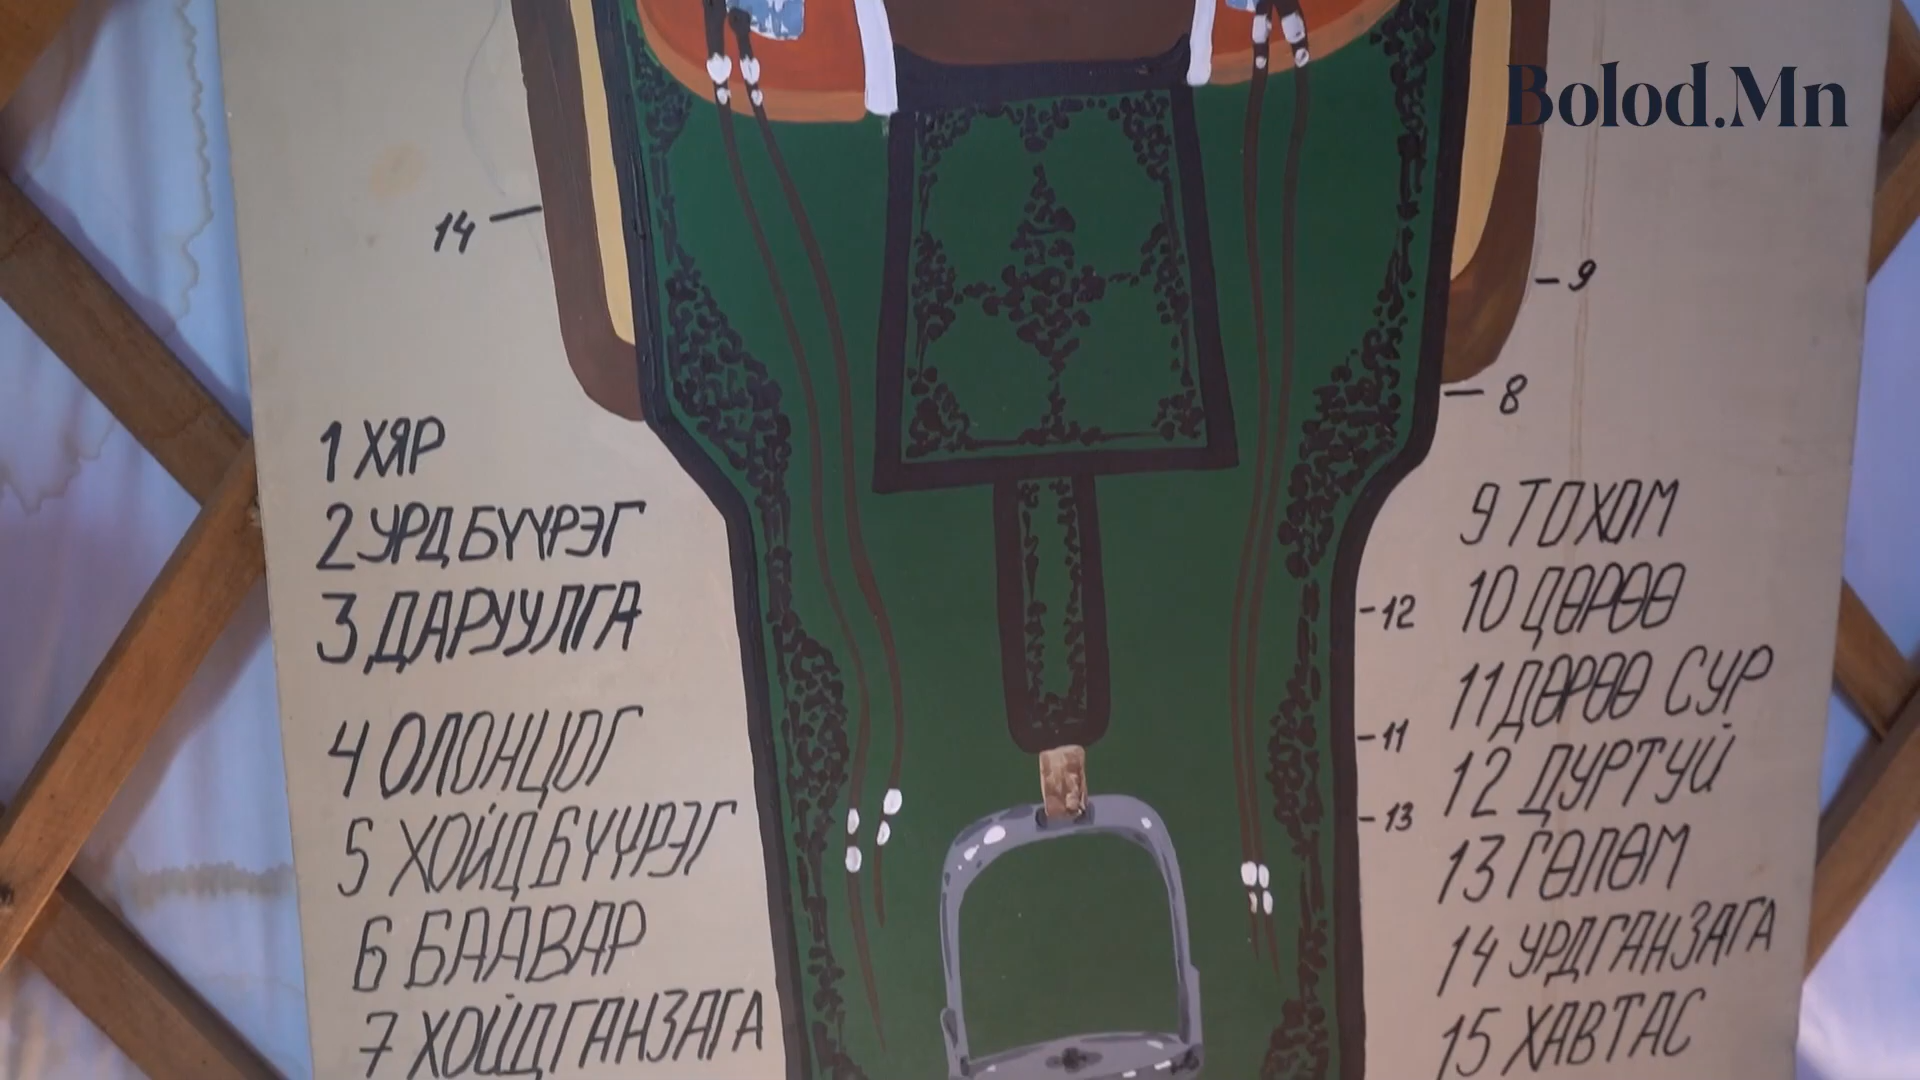 Bolod.Mn
14
9
8
1 ХЯР
2 УРД БҮҮРЭГ
3 ДАРУУЛГА
4 ОЛОНЦОГ
5 ХОЙД БҮҮРЭГ
6 БААВАР
7 ХОЙД ГАНЗАГА
12
11
13
9 ТОХОМ
10 ДӨРӨӨ
11 ДӨРӨӨ СУР
12 ДУРТУЙ
13 ГӨЛӨМ
14 УРД ГАНЗАГА
15 ХАВТАС